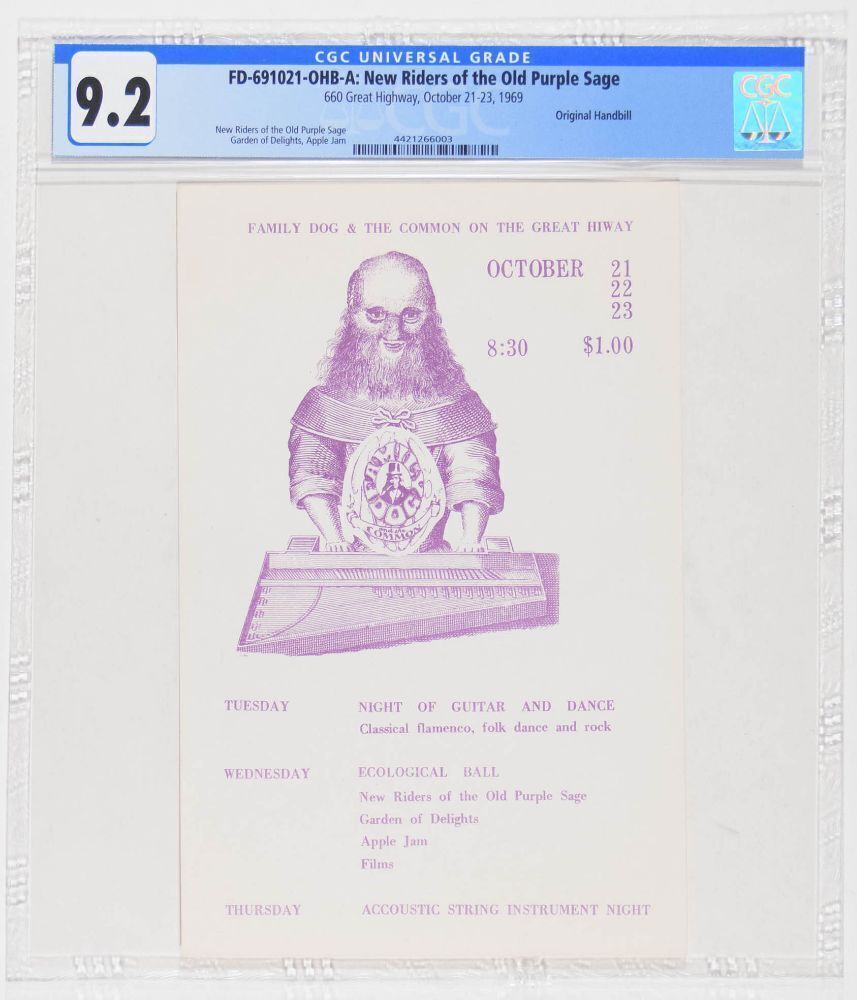 CGC UNIVERSAL GRADE
9.2
FD-691021-OHB-A: New Riders of the Old Purple Sage
660 Great Highway, October 21-23, 1969
Original Handbill
New Riders of the Old Purple Sage
Garden of Delights, Apple Jam
4421266003
CGC
FAMILY DOG & THE COMMON ON THE GREAT HIWAY
OCTOBER 21
22
23
8:30 $1.00
FAMILY
DOG
and the
COMMON
TUESDAY NIGHT OF GUITAR AND DANCE
Classical flamenco, folk dance and rock
WEDNESDAY ECOLOGICAL BALL
New Riders of the Old Purple Sage
Garden of Delights
Apple Jam
Films
THURSDAY ACCOUSTIC STRING INSTRUMENT NIGHT